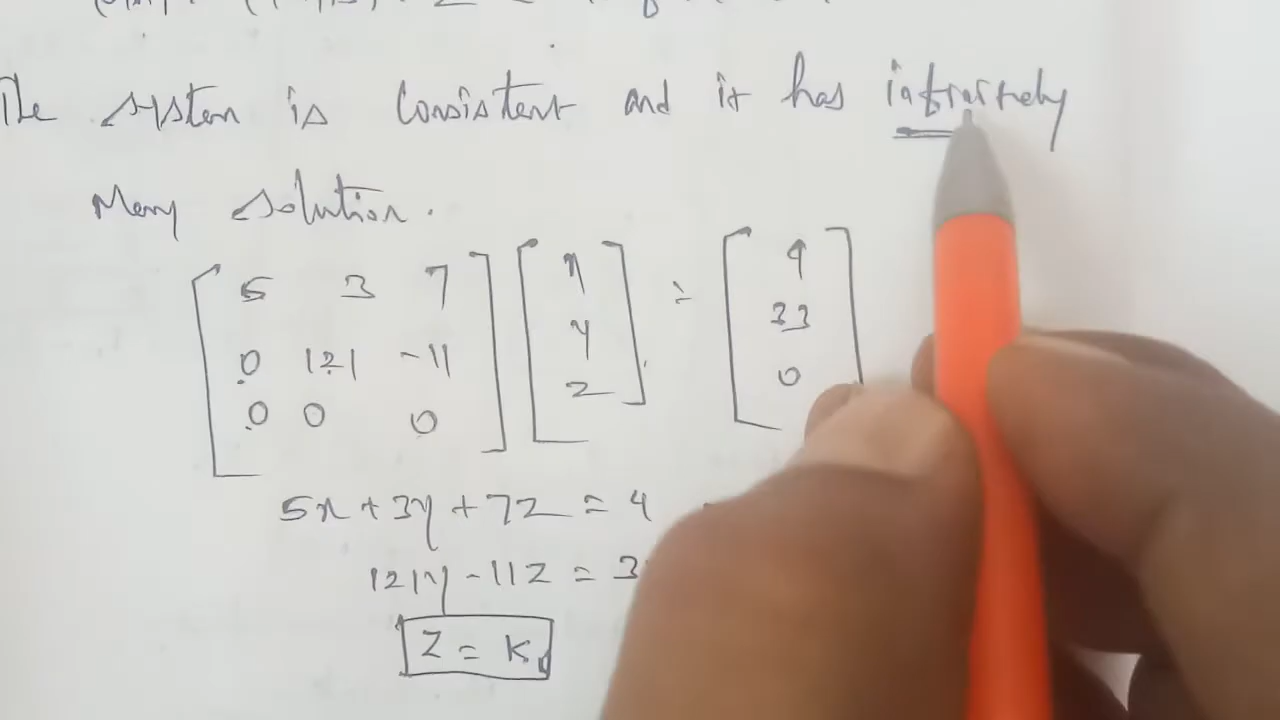 The system is consistent and it has infinitely
Many solution.
[ 5 3 7 ] [ x ] = [ 4 ]
[ 0 121 -11 ] [ y ] [ 33 ]
[ 0 0 0 ] [ z ] [ 0 ]
5x + 3y + 7z = 4
121y - 11z = 3
z = k